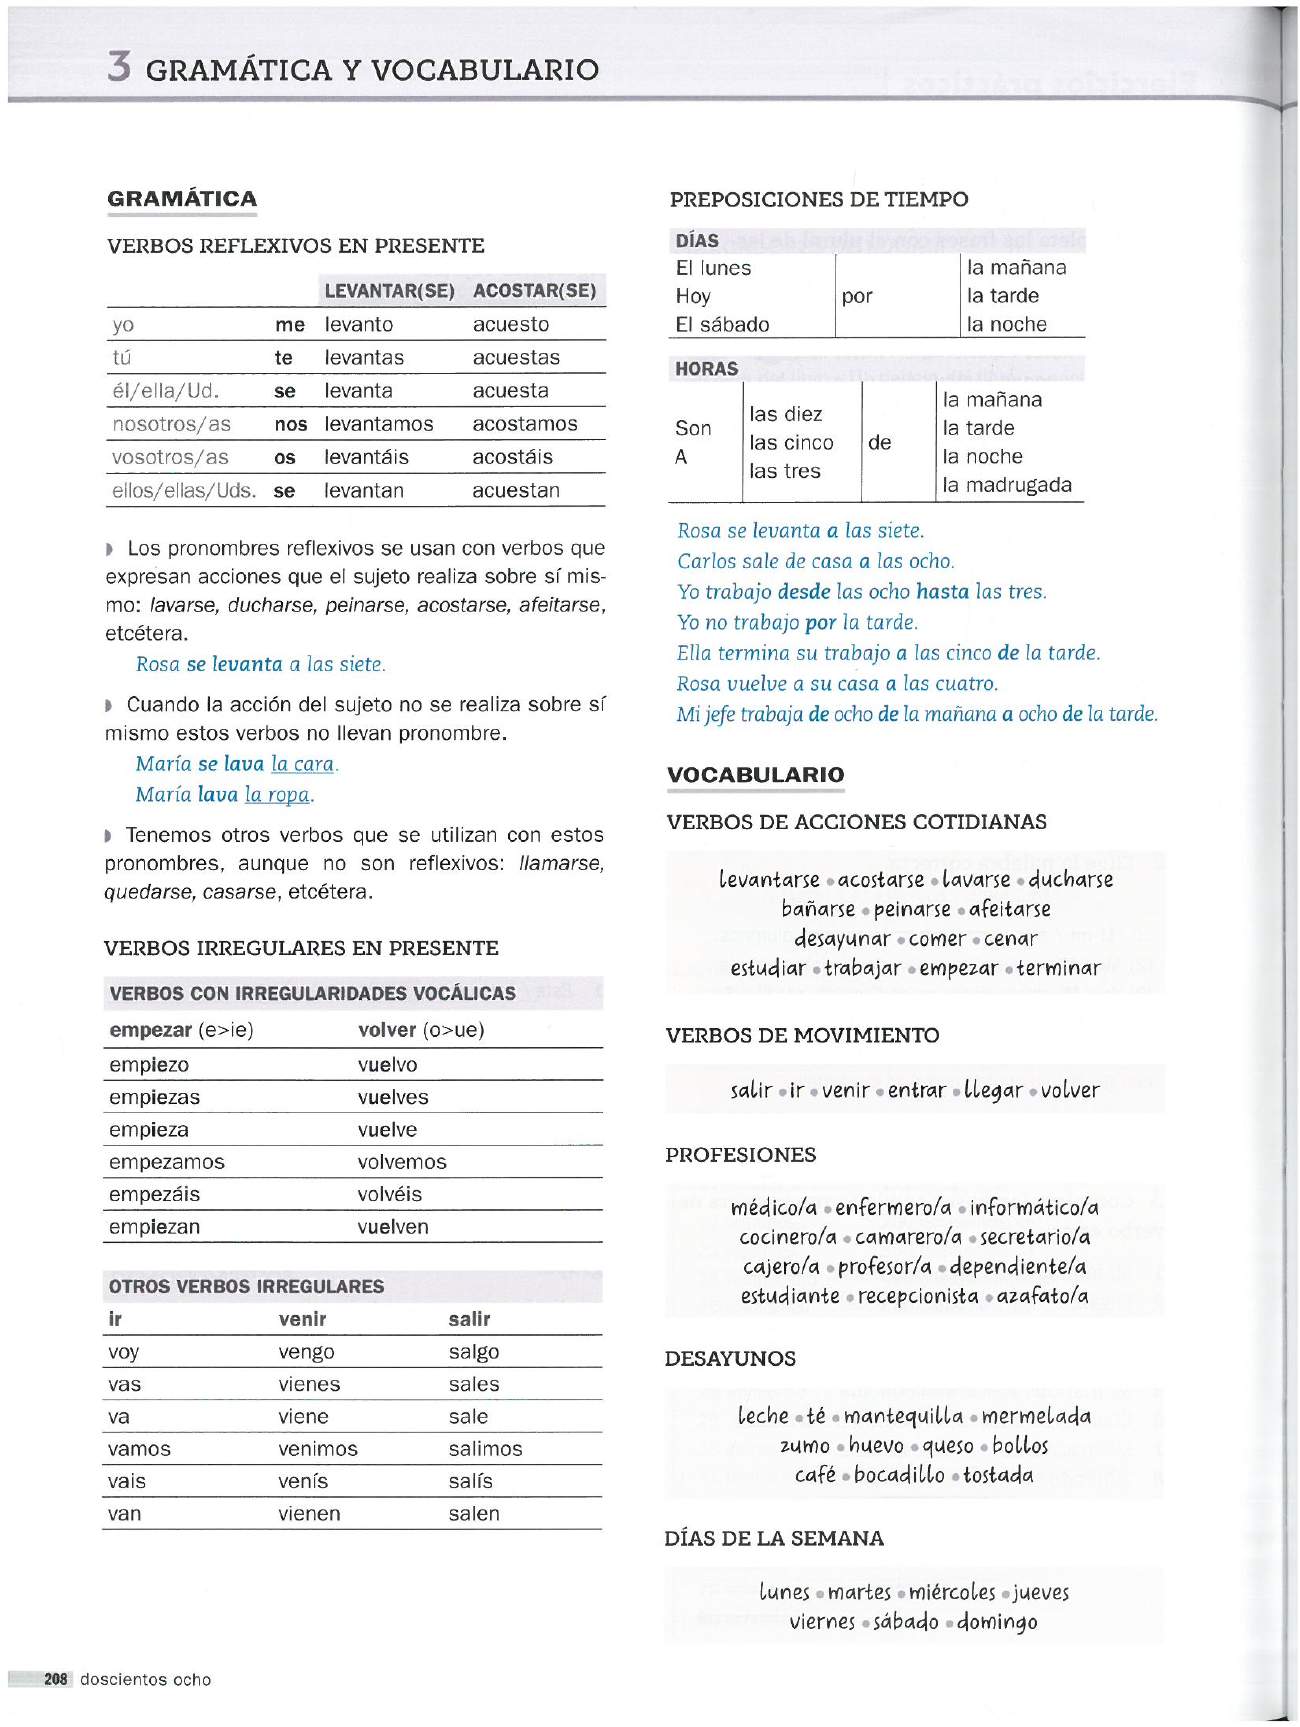 3 GRAMÁTICA Y VOCABULARIO
GRAMÁTICA
VERBOS REFLEXIVOS EN PRESENTE
LEVANTAR(SE) ACOSTAR(SE)
yo me levanto acuesto
tú te levantas acuestas
él/ella/Ud. se levanta acuesta
nosotros/as nos levantamos acostamos
vosotros/as os levantáis acostáis
ellos/ellas/Uds. se levantan acuestan
Los pronombres reflexivos se usan con verbos que
expresan acciones que el sujeto realiza sobre sí mis-
mo: lavarse, ducharse, peinarse, acostarse, afeitarse,
etcétera.
Rosa se levanta a las siete.
Cuando la acción del sujeto no se realiza sobre sí
mismo estos verbos no llevan pronombre.
María se lava la cara.
María lava la ropa.
Tenemos otros verbos que se utilizan con estos
pronombres, aunque no son reflexivos: llamarse,
quedarse, casarse, etcétera.
VERBOS IRREGULARES EN PRESENTE
VERBOS CON IRREGULARIDADES VOCÁLICAS
empezar (e>ie) volver (o>ue)
empiezo vuelvo
empiezas vuelves
empieza vuelve
empezamos volvemos
empezáis volvéis
empiezan vuelven
OTROS VERBOS IRREGULARES
ir venir salir
voy vengo salgo
vas vienes sales
va viene sale
vamos venimos salimos
vais venís salís
van vienen salen
PREPOSICIONES DE TIEMPO
DÍAS
El lunes la mañana
Hoy por la tarde
El sábado la noche
HORAS
la mañana
las diez
Son la tarde
las cinco de
A la noche
las tres
la madrugada
Rosa se levanta a las siete.
Carlos sale de casa a las ocho.
Yo trabajo desde las ocho hasta las tres.
Yo no trabajo por la tarde.
Ella termina su trabajo a las cinco de la tarde.
Rosa vuelve a su casa a las cuatro.
Mi jefe trabaja de ocho de la mañana a ocho de la tarde.
VOCABULARIO
VERBOS DE ACCIONES COTIDIANAS
levantarse • acostarse • lavarse • ducharse
bañarse • peinarse • afeitarse
desayunar • comer • cenar
estudiar • trabajar • empezar • terminar
VERBOS DE MOVIMIENTO
salir • ir • venir • entrar • llegar • volver
PROFESIONES
médico/a • enfermero/a • informático/a
cocinero/a • camarero/a • secretario/a
cajero/a • profesor/a • dependiente/a
estudiante • recepcionista • azafato/a
DESAYUNOS
leche • té • mantequilla • mermelada
zumo • huevo • queso • bollos
café • bocadillo • tostada
DÍAS DE LA SEMANA
lunes • martes • miércoles • jueves
viernes • sábado • domingo
208 doscientos ocho